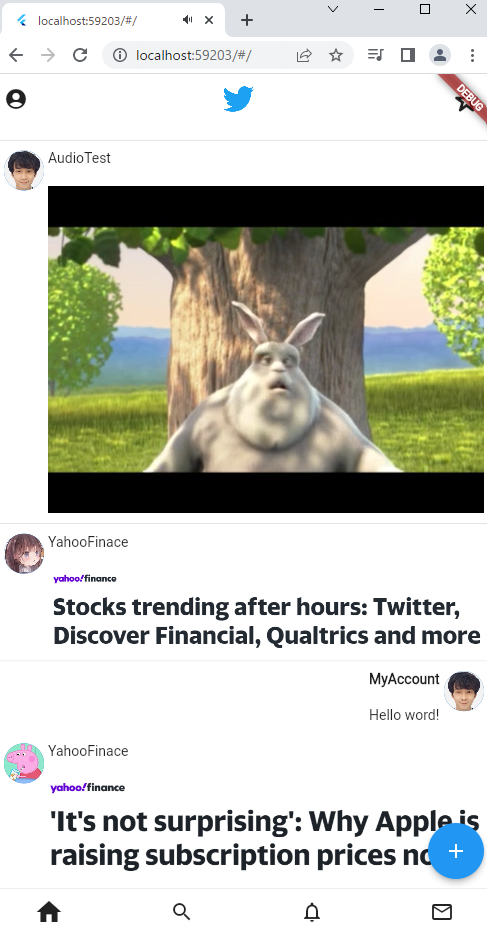 localhost:59203/#/
localhost:59203/#/
DEBUG
AudioTest
YahooFinace
yahoo!finance
Stocks trending after hours: Twitter,
Discover Financial, Qualtrics and more
MyAccount
Hello word!
YahooFinace
yahoo!finance
'It's not surprising': Why Apple is
raising subscription prices no